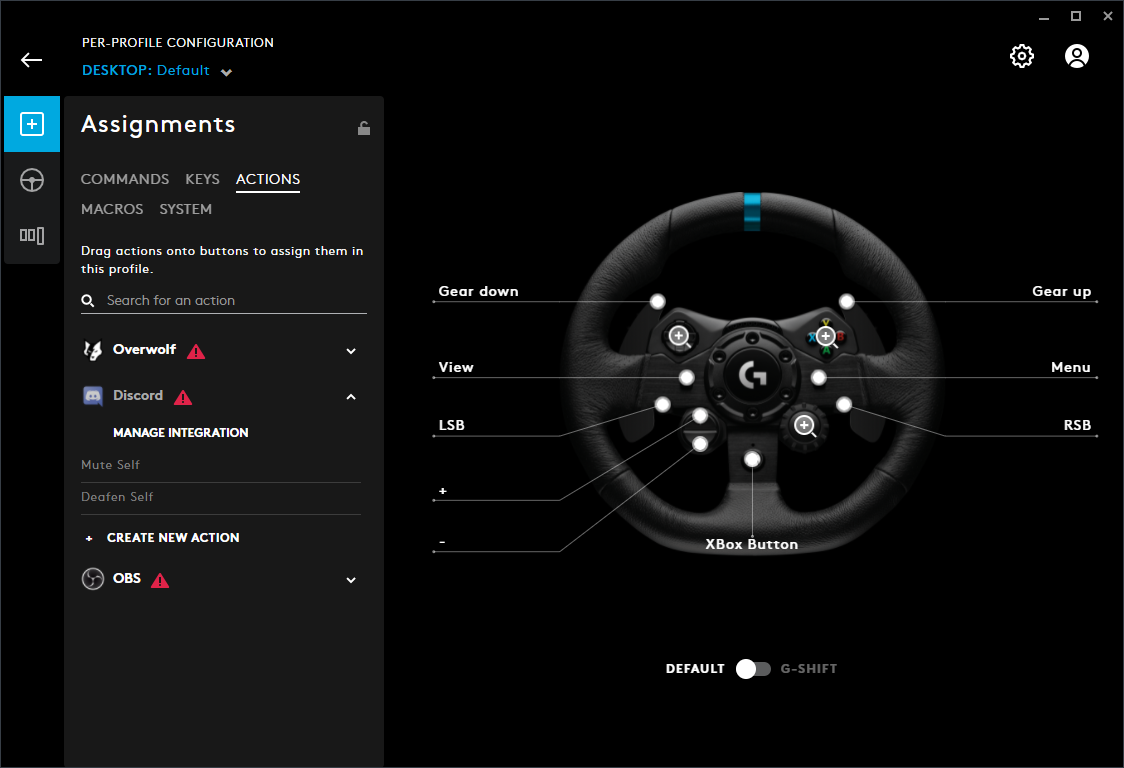 PER-PROFILE CONFIGURATION
DESKTOP: Default
Assignments
COMMANDS KEYS ACTIONS
MACROS SYSTEM
Drag actions onto buttons to assign them in
this profile.
Search for an action
Overwolf
Discord
MANAGE INTEGRATION
Mute Self
Deafen Self
+ CREATE NEW ACTION
OBS
Gear down
Gear up
View
Menu
LSB
RSB
+
-
Y
X
B
A
XBox Button
DEFAULT
G-SHIFT